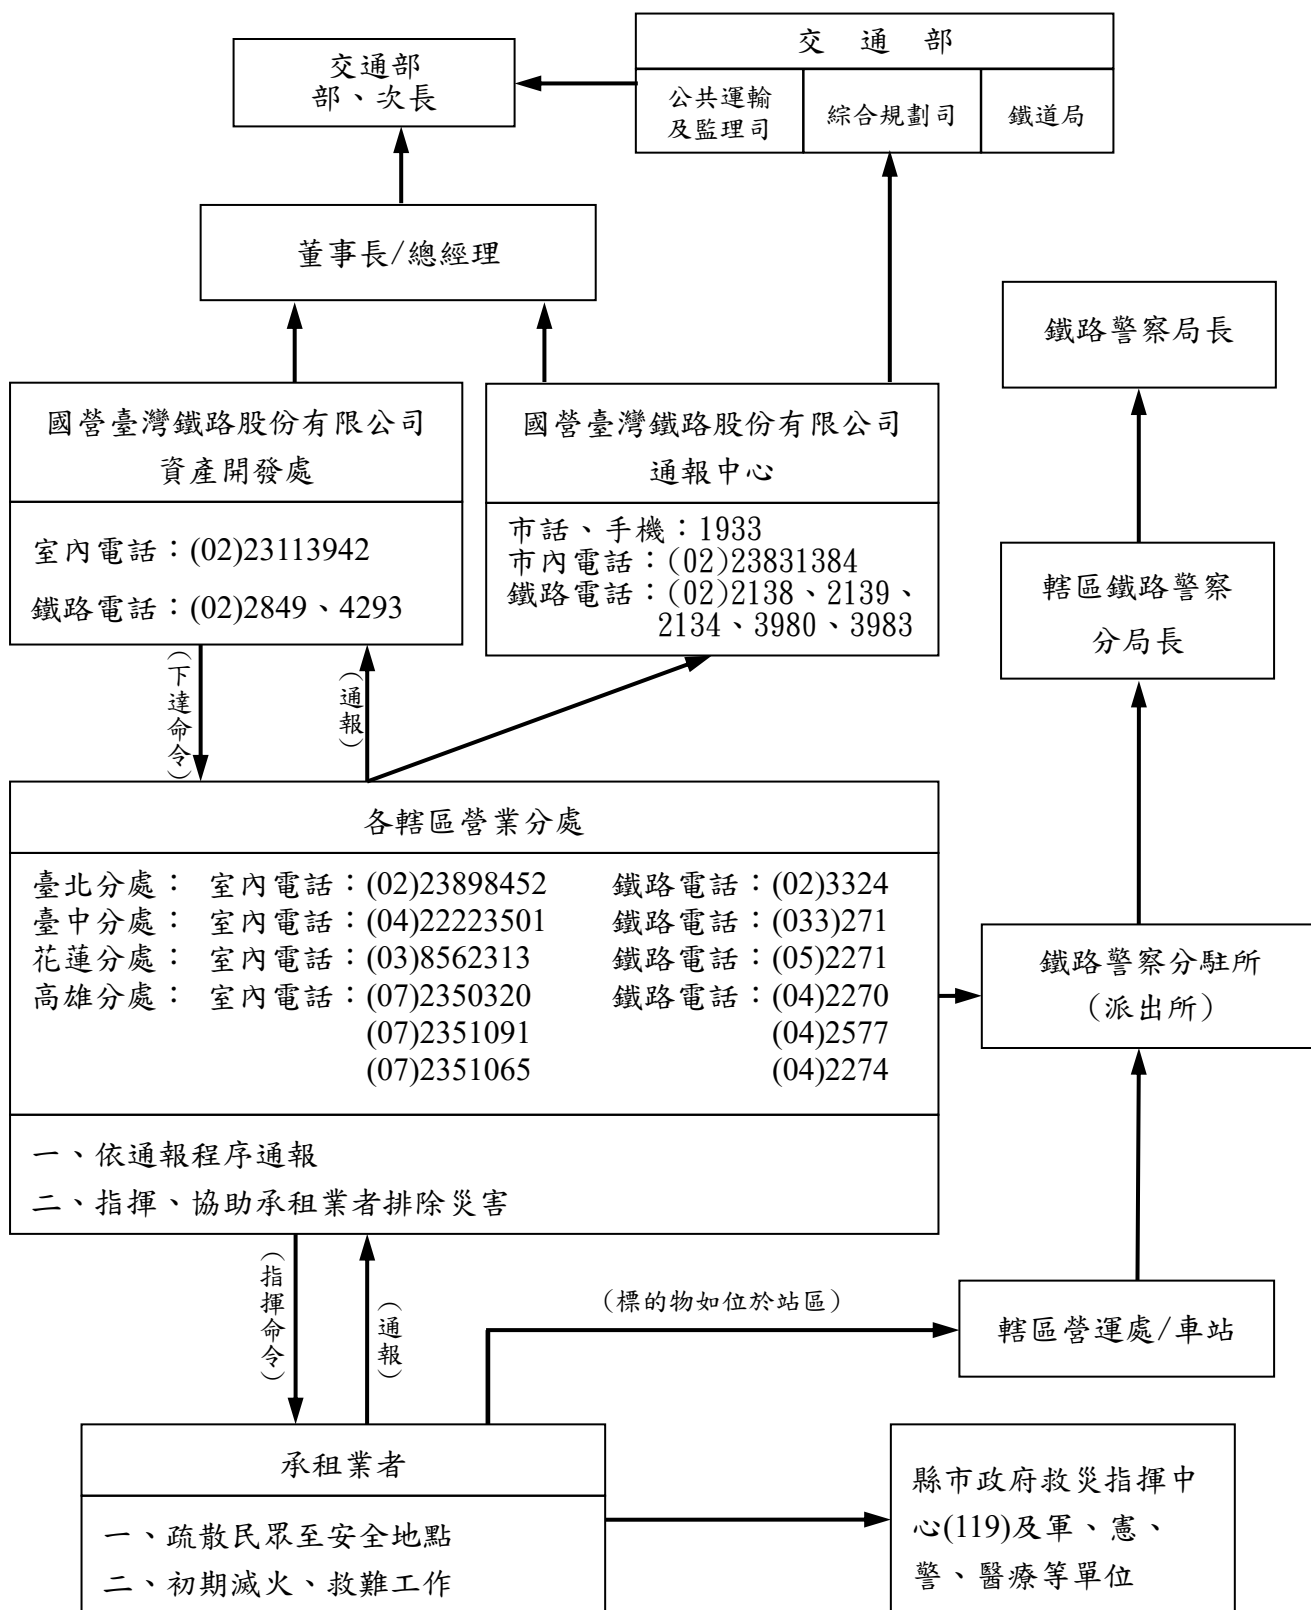 交通部
部、次長
交通部
公共運輸
及監理司
綜合規劃司
鐵道局
董事長/總經理
鐵路警察局長
國營臺灣鐵路股份有限公司
資產開發處
室內電話：(02)23113942
鐵路電話：(02)2849、4293
國營臺灣鐵路股份有限公司
通報中心
市話、手機：1933
市內電話：(02)23831384
鐵路電話：(02)2138、2139、
2134、3980、3983
轄區鐵路警察
分局長
（下達命令）
（通報）
各轄區營業分處
臺北分處： 室內電話：(02)23898452 鐵路電話：(02)3324
臺中分處： 室內電話：(04)22223501 鐵路電話：(033)271
花蓮分處： 室內電話：(03)8562313 鐵路電話：(05)2271
高雄分處： 室內電話：(07)2350320 鐵路電話：(04)2270
(07)2351091 (04)2577
(07)2351065 (04)2274
一、依通報程序通報
二、指揮、協助承租業者排除災害
鐵路警察分駐所
（派出所）
（指揮命令）
（通報）
（標的物如位於站區）
轄區營運處/車站
承租業者
一、疏散民眾至安全地點
二、初期滅火、救難工作
縣市政府救災指揮中
心(119)及軍、憲、
警、醫療等單位